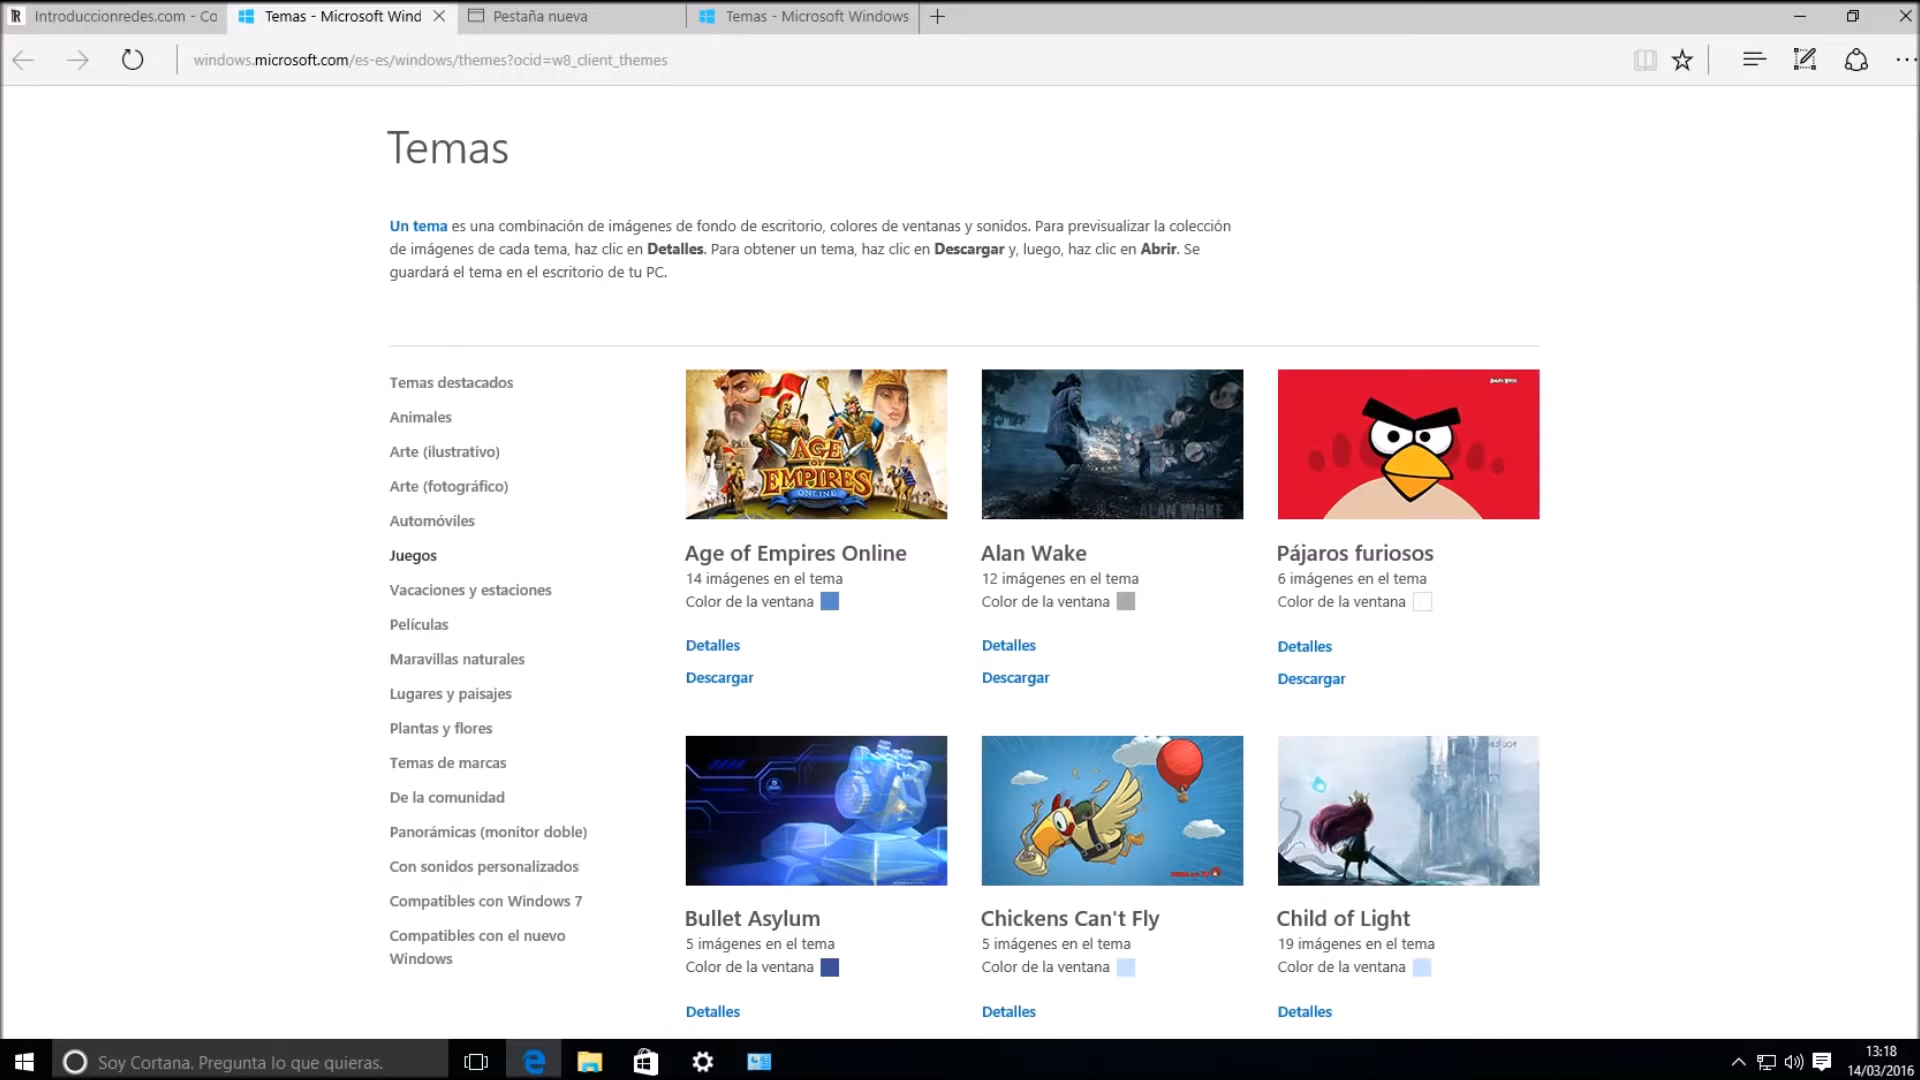 Introduccionredes.com - Co
Temas - Microsoft Wind
Pestaña nueva
Temas - Microsoft Windows
windows.microsoft.com/es-es/windows/themes?ocid=w8_client_themes
Temas
Un tema es una combinación de imágenes de fondo de escritorio, colores de ventanas y sonidos. Para previsualizar la colección
de imágenes de cada tema, haz clic en Detalles. Para obtener un tema, haz clic en Descargar y, luego, haz clic en Abrir. Se
guardará el tema en el escritorio de tu PC.
Temas destacados
Animales
Arte (ilustrativo)
Arte (fotográfico)
Automóviles
Juegos
Vacaciones y estaciones
Películas
Maravillas naturales
Lugares y paisajes
Plantas y flores
Temas de marcas
De la comunidad
Panorámicas (monitor doble)
Con sonidos personalizados
Compatibles con Windows 7
Compatibles con el nuevo
Windows
AGE
OF
EMPIRES
ONLINE
Age of Empires Online
14 imágenes en el tema
Color de la ventana
Detalles
Descargar
ALAN WAKE
Alan Wake
12 imágenes en el tema
Color de la ventana
Detalles
Descargar
Pájaros furiosos
6 imágenes en el tema
Color de la ventana
Detalles
Descargar
Bullet Asylum
5 imágenes en el tema
Color de la ventana
Detalles
Chickens Can't Fly
5 imágenes en el tema
Color de la ventana
Detalles
Child of Light
19 imágenes en el tema
Color de la ventana
Detalles
Soy Cortana. Pregunta lo que quieras.
13:18
14/03/2016